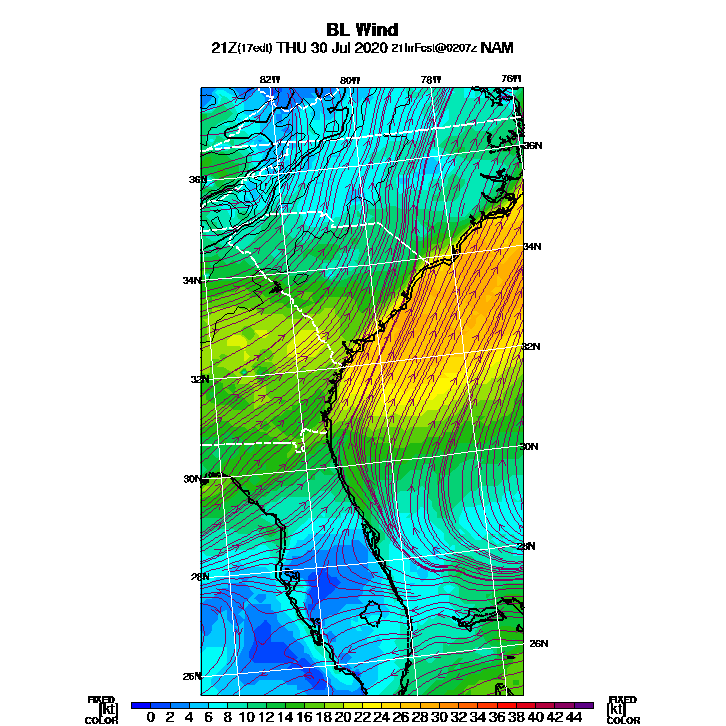 BL Wind
21Z(17edt) THU 30 Jul 2020 21hrFcst@0207z NAM
82W 80W 78W 76W
36N
36N
34N
34N
32N
32N
30N
30N
28N
28N
26N
26N
FIXED FIXED
[kt] 0 2 4 6 8 10 12 14 16 18 20 22 24 26 28 30 32 34 36 38 40 42 44 [kt]
COLOR COLOR